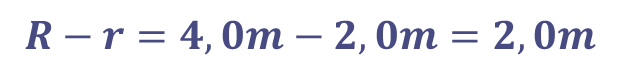 R − r = 4,0m − 2,0m = 2,0m